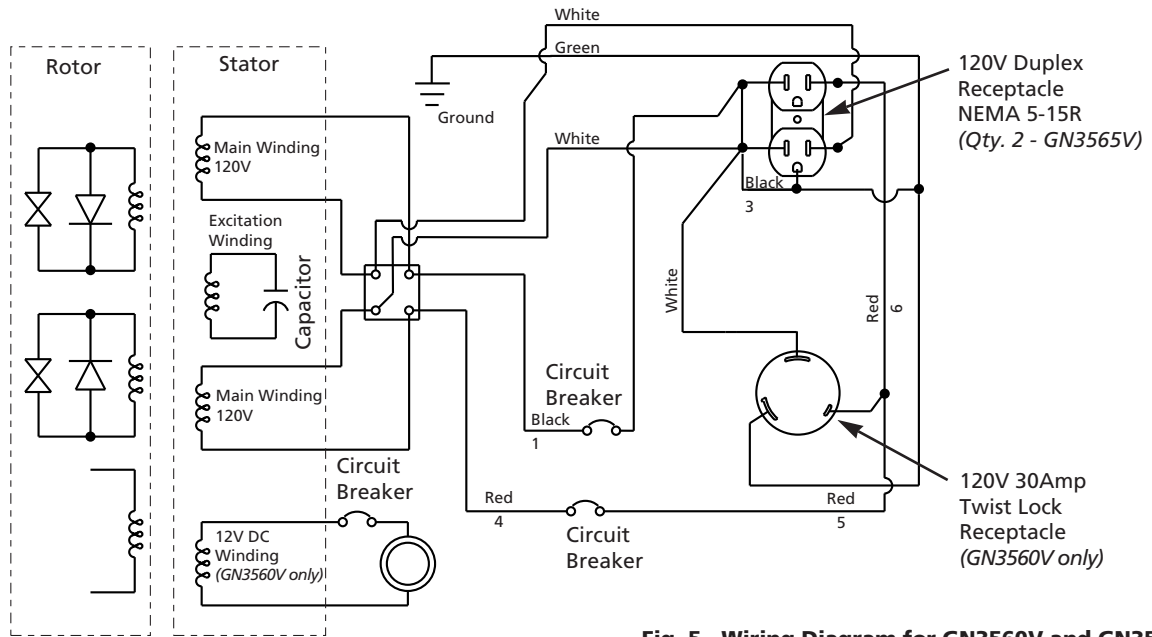 White
Green
Rotor
Stator
Ground
120V Duplex
Receptacle
NEMA 5-15R
(Qty. 2 - GN3565V)
Main Winding
120V
White
Black
3
Excitation
Winding
Capacitor
White
Red
6
Main Winding
120V
Circuit
Breaker
Black
1
Circuit
Breaker
Red
4
Circuit
Breaker
Red
5
120V 30Amp
Twist Lock
Receptacle
(GN3560V only)
12V DC
Winding
(GN3560V only)